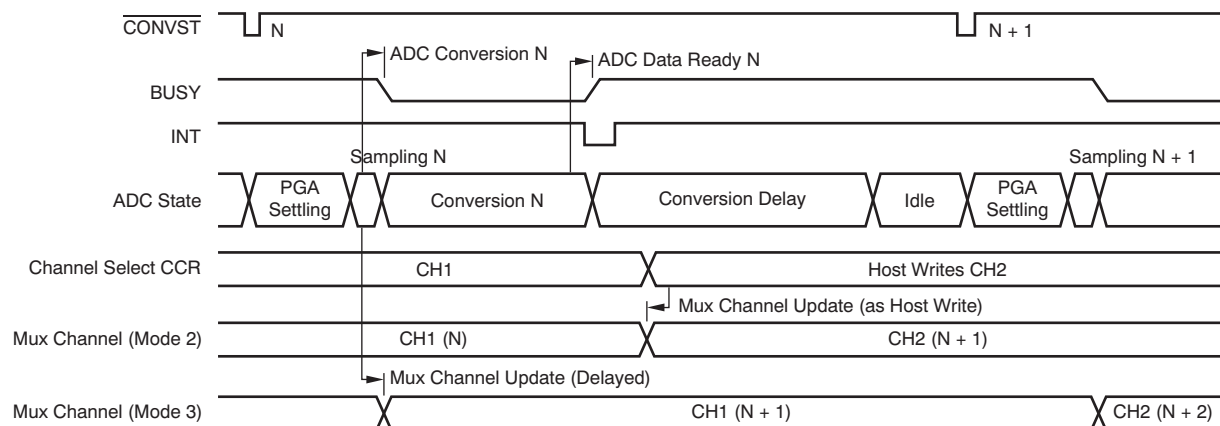 CONVST
N
N + 1
ADC Conversion N
ADC Data Ready N
BUSY
INT
Sampling N
Sampling N + 1
ADC State
PGA
Settling
Conversion N
Conversion Delay
Idle
PGA
Settling
Channel Select CCR
CH1
Host Writes CH2
Mux Channel Update (as Host Write)
Mux Channel (Mode 2)
CH1 (N)
CH2 (N + 1)
Mux Channel Update (Delayed)
Mux Channel (Mode 3)
CH1 (N + 1)
CH2 (N + 2)